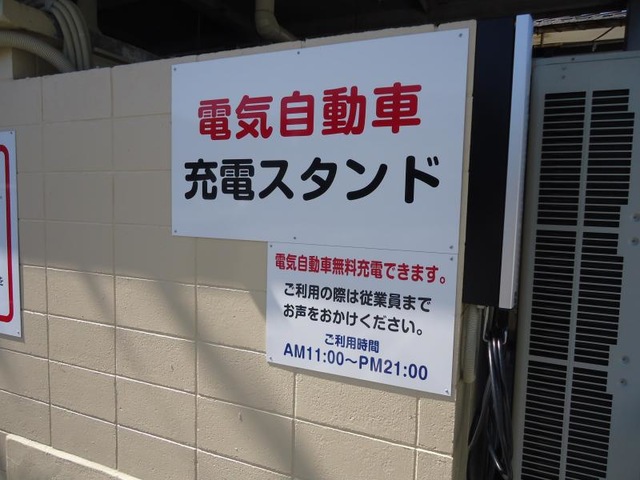 電気自動車
充電スタンド
電気自動車無料充電できます。
ご利用の際は従業員まで
お声をおかけください。
ご利用時間
AM11:00～PM21:00